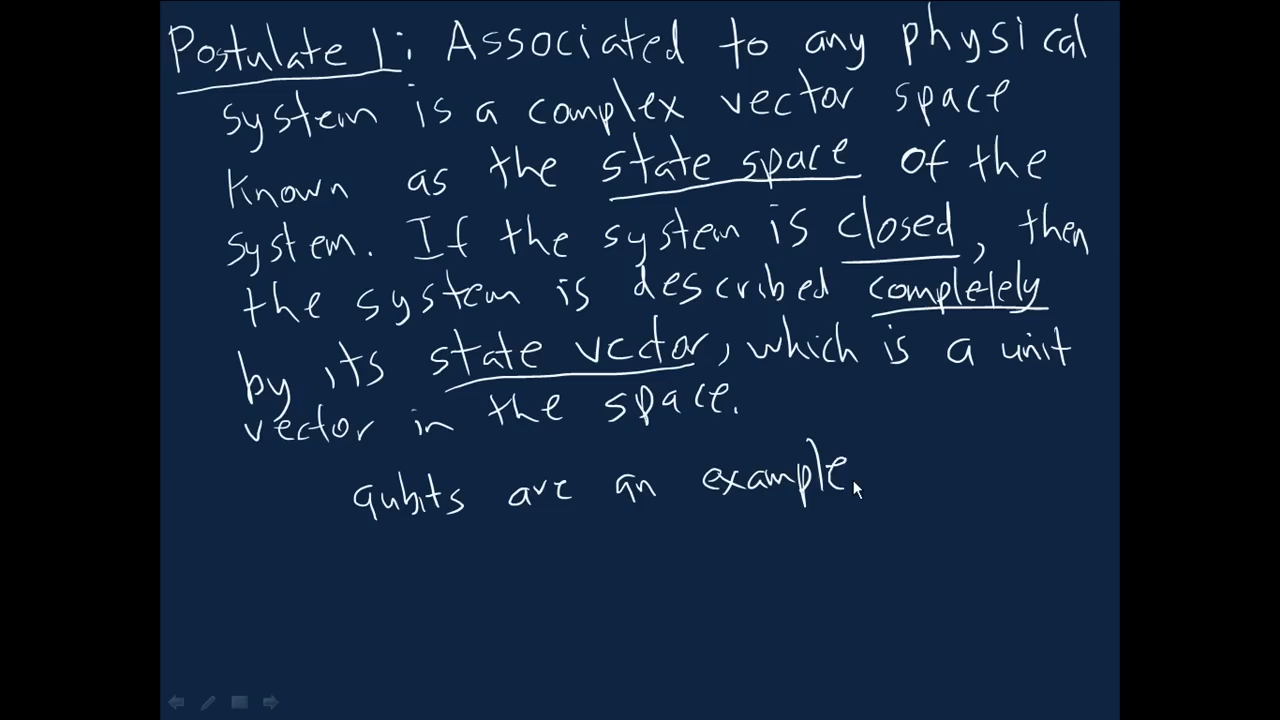 Postulate 1: Associated to any physical
system is a complex vector space
known as the state space of the
system. If the system is closed, then
the system is described completely
by its state vector, which is a unit
vector in the space.
qubits are an example.